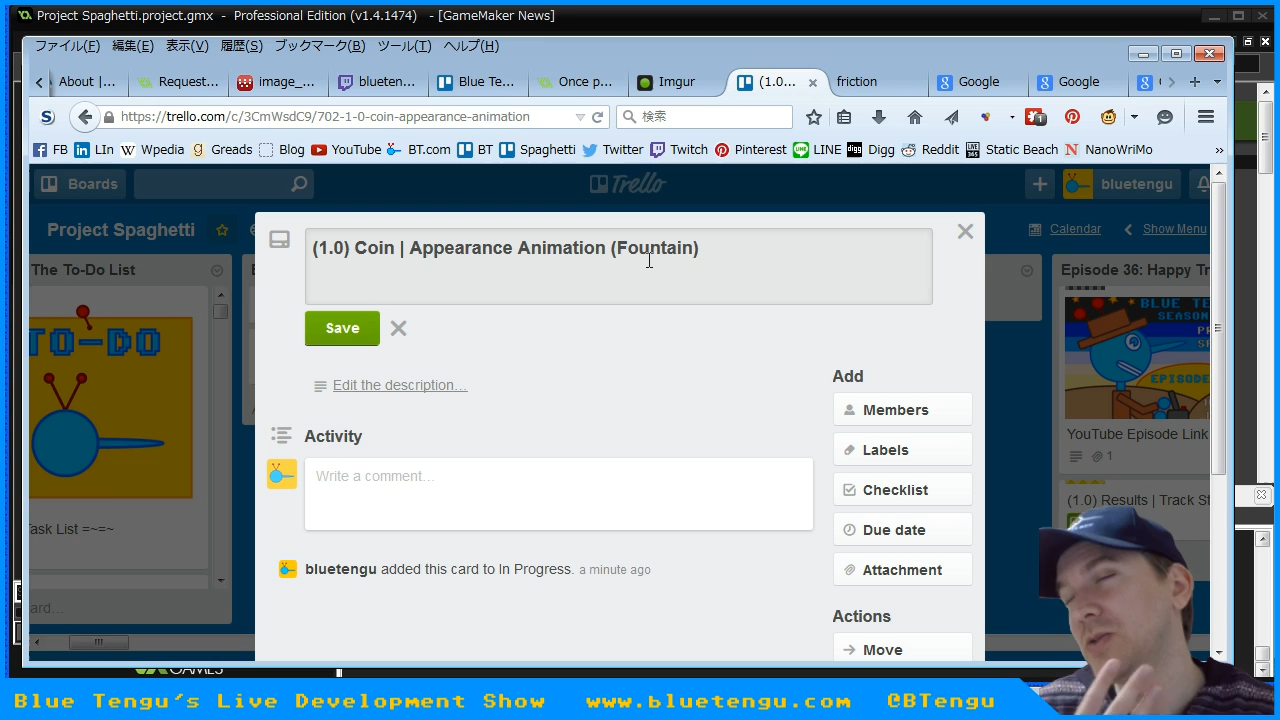 Project Spaghetti.project.gmx - Professional Edition (v1.4.1474) - [GameMaker News]
ファイル(F) 編集(E) 表示(V) 履歴(S) ブックマーク(B) ツール(T) ヘルプ(H)
About |... Request... image_... blueten... Blue Te... Once p... Imgur (1.0... friction Google Google
https://trello.com/c/3CmWsdC9/702-1-0-coin-appearance-animation 検索
FB LIn Wpedia Greads Blog YouTube BT.com BT Spaghetti Twitter Twitch Pinterest LINE Digg Reddit Static Beach NanoWriMo »
Boards Trello bluetengu
Project Spaghetti Calendar Show Menu
The To-Do List Episode 36: Happy Tr
(1.0) Coin | Appearance Animation (Fountain)
TO-DO
BLUE TE
SEASON
EPISODE
Save
Add
Edit the description...
Members
YouTube Episode Link
Activity
Labels
1
Write a comment...
Checklist
(1.0) Results | Track St
Task List =~=~
Due date
bluetengu added this card to In Progress. a minute ago
Attachment
ard...
Actions
Move
GAMES
Blue Tengu's Live Development Show www.bluetengu.com @BTengu